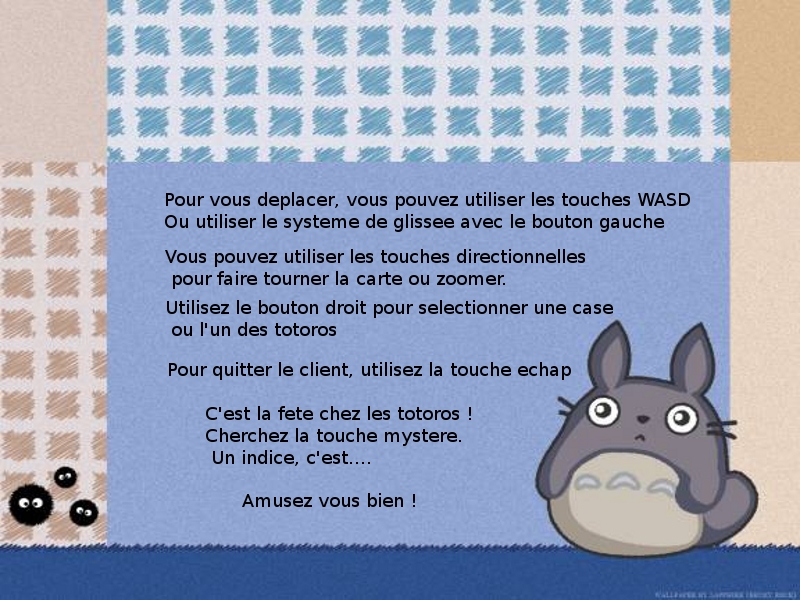 Pour vous deplacer, vous pouvez utiliser les touches WASD
Ou utiliser le systeme de glissee avec le bouton gauche
Vous pouvez utiliser les touches directionnelles
pour faire tourner la carte ou zoomer.
Utilisez le bouton droit pour selectionner une case
ou l'un des totoros
Pour quitter le client, utilisez la touche echap
C'est la fete chez les totoros !
Cherchez la touche mystere.
Un indice, c'est....
Amusez vous bien !
WALLPAPER BY